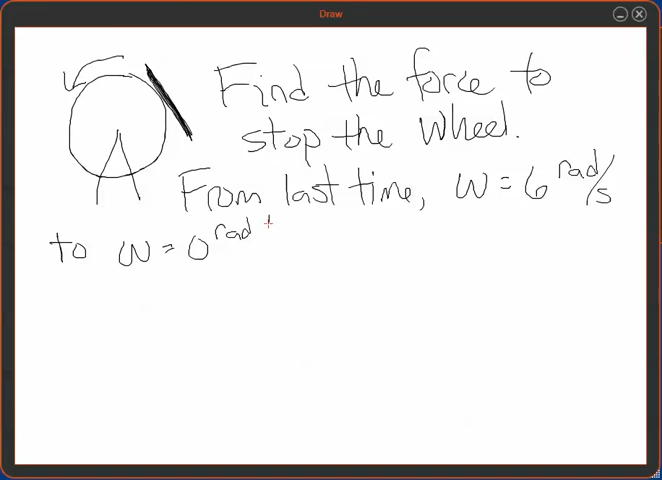 Draw
Find the force to
stop the wheel.
From last time, ω = 6 rad/s
to ω = 0 rad